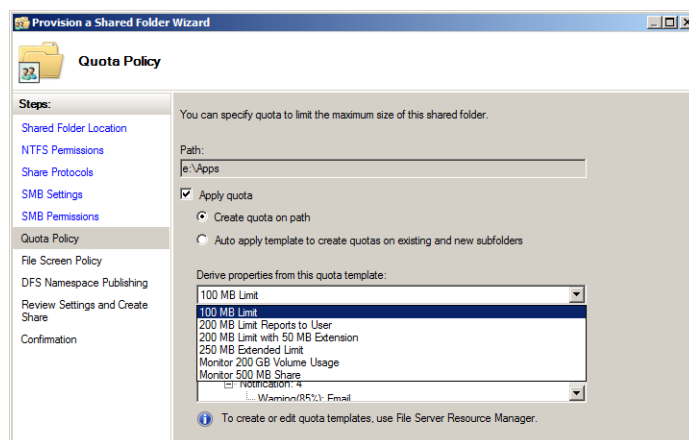 Provision a Shared Folder Wizard
Quota Policy
Steps:
Shared Folder Location
NTFS Permissions
Share Protocols
SMB Settings
SMB Permissions
Quota Policy
File Screen Policy
DFS Namespace Publishing
Review Settings and Create
Share
Confirmation
You can specify quota to limit the maximum size of this shared folder.
Path:
e:\Apps
Apply quota
Create quota on path
Auto apply template to create quotas on existing and new subfolders
Derive properties from this quota template:
100 MB Limit
100 MB Limit
200 MB Limit Reports to User
200 MB Limit with 50 MB Extension
250 MB Extended Limit
Monitor 200 GB Volume Usage
Monitor 500 MB Share
Notification: 4
Warning(85%): Email
To create or edit quota templates, use File Server Resource Manager.